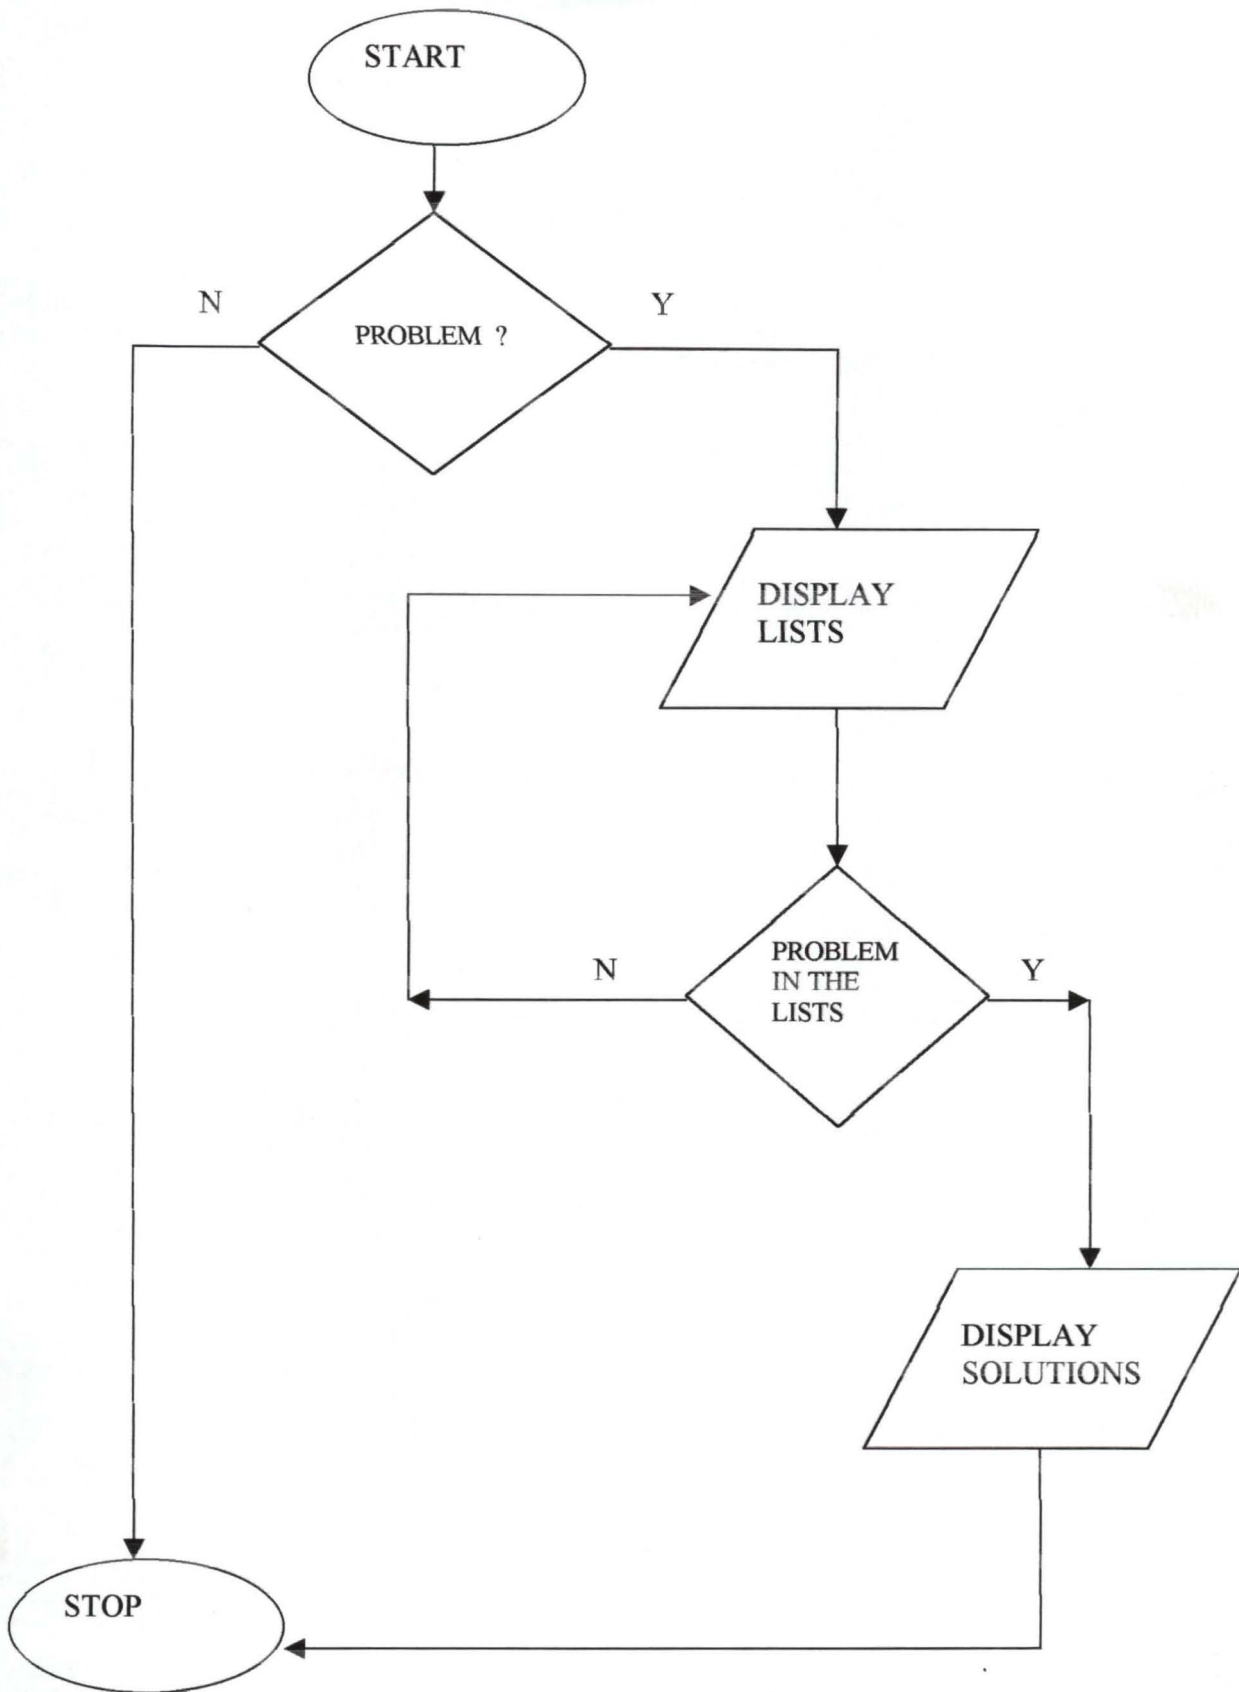 START
N
Y
PROBLEM ?
DISPLAY
LISTS
PROBLEM
IN THE
LISTS
N
Y
DISPLAY
SOLUTIONS
STOP